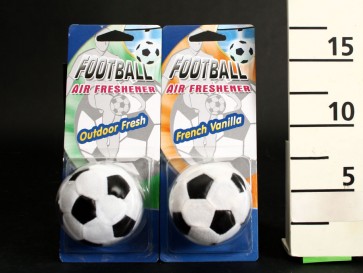 FOOTBALL
AIR FRESHENER
Outdoor Fresh
FOOTBALL
AIR FRESHENER
French Vanilla
15
10
5